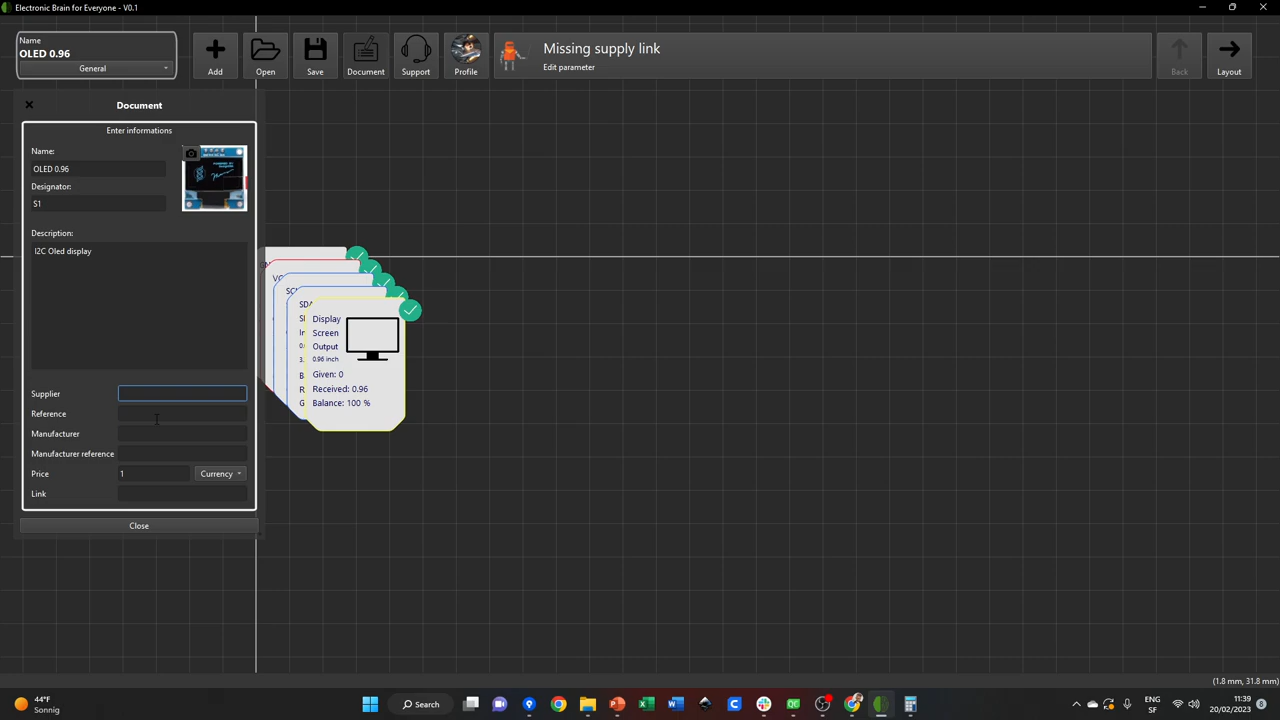 Electronic Brain for Everyone - V0.1
Name
OLED 0.96
General
Add
Open
Save
Document
Support
Profile
Missing supply link
Edit parameter
Back
Layout
Document
Enter informations
Name:
OLED 0.96
Designator:
S1
Description:
I2C Oled display
Supplier
Reference
Manufacturer
Manufacturer reference
Price
1
Currency
Link
Close
VC
SC
SDA
Display
Screen
Output
0.96 inch
Given: 0
Received: 0.96
Balance: 100 %
(1.8 mm, 31.8 mm)
44°F
Sonnig
Search
ENG
SF
11:39
20/02/2023